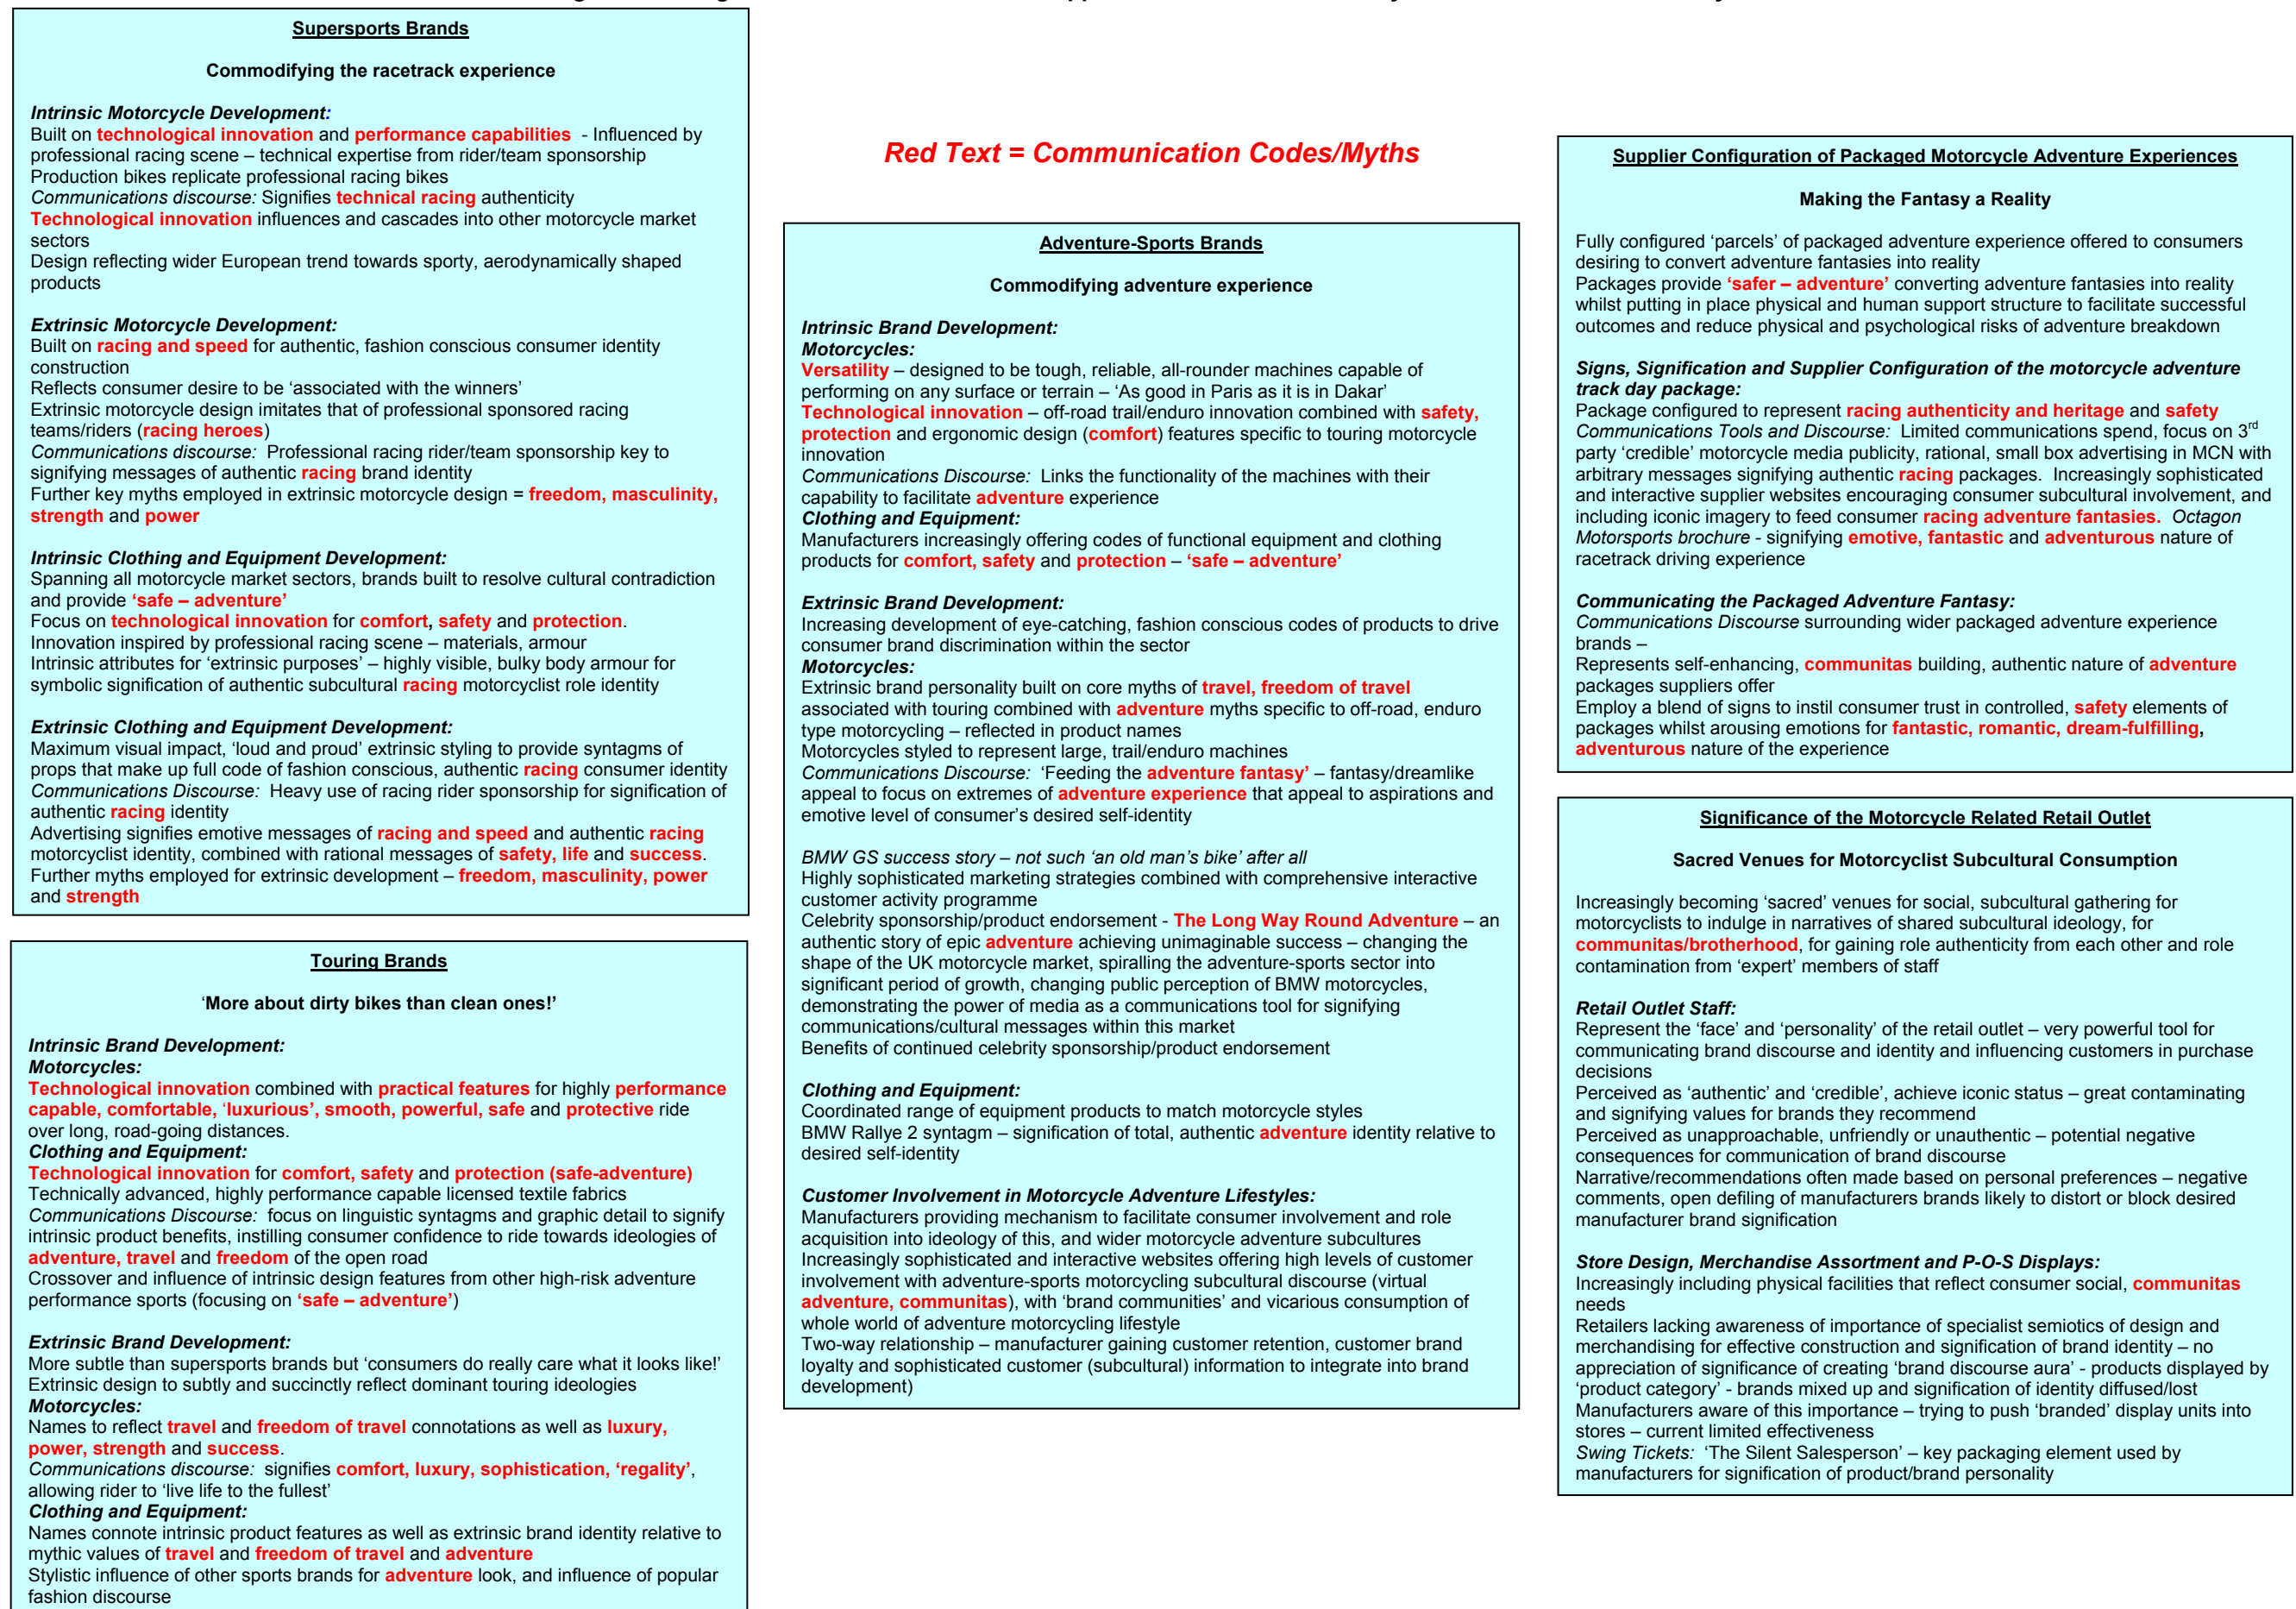 Supersports Brands
Commodifying the racetrack experience
Intrinsic Motorcycle Development:
Built on technological innovation and performance capabilities - Influenced by
professional racing scene – technical expertise from rider/team sponsorship
Production bikes replicate professional racing bikes
Communications discourse: Signifies technical racing authenticity
Technological innovation influences and cascades into other motorcycle market
sectors
Design reflecting wider European trend towards sporty, aerodynamically shaped
products
Extrinsic Motorcycle Development:
Built on racing and speed for authentic, fashion conscious consumer identity
construction
Reflects consumer desire to be ‘associated with the winners’
Extrinsic motorcycle design imitates that of professional sponsored racing
teams/riders (racing heroes)
Communications discourse: Professional racing rider/team sponsorship key to
signifying messages of authentic racing brand identity
Further key myths employed in extrinsic motorcycle design = freedom, masculinity,
strength and power
Intrinsic Clothing and Equipment Development:
Spanning all motorcycle market sectors, brands built to resolve cultural contradiction
and provide ‘safe – adventure’
Focus on technological innovation for comfort, safety and protection.
Innovation inspired by professional racing scene – materials, armour
Intrinsic attributes for ‘extrinsic purposes’ – highly visible, bulky body armour for
symbolic signification of authentic subcultural racing motorcyclist role identity
Extrinsic Clothing and Equipment Development:
Maximum visual impact, ‘loud and proud’ extrinsic styling to provide syntagms of
props that make up full code of fashion conscious, authentic racing consumer identity
Communications Discourse: Heavy use of racing rider sponsorship for signification of
authentic racing identity
Advertising signifies emotive messages of racing and speed and authentic racing
motorcyclist identity, combined with rational messages of safety, life and success.
Further myths employed for extrinsic development – freedom, masculinity, power
and strength
Touring Brands
‘More about dirty bikes than clean ones!’
Intrinsic Brand Development:
Motorcycles:
Technological innovation combined with practical features for highly performance
capable, comfortable, ‘luxurious’, smooth, powerful, safe and protective ride
over long, road-going distances.
Clothing and Equipment:
Technological innovation for comfort, safety and protection (safe-adventure)
Technically advanced, highly performance capable licensed textile fabrics
Communications Discourse: focus on linguistic syntagms and graphic detail to signify
intrinsic product benefits, instilling consumer confidence to ride towards ideologies of
adventure, travel and freedom of the open road
Crossover and influence of intrinsic design features from other high-risk adventure
performance sports (focusing on ‘safe – adventure’)
Extrinsic Brand Development:
More subtle than supersports brands but ‘consumers do really care what it looks like!’
Extrinsic design to subtly and succinctly reflect dominant touring ideologies
Motorcycles:
Names to reflect travel and freedom of travel connotations as well as luxury,
power, strength and success.
Communications discourse: signifies comfort, luxury, sophistication, ‘regality’,
allowing rider to ‘live life to the fullest’
Clothing and Equipment:
Names connote intrinsic product features as well as extrinsic brand identity relative to
mythic values of travel and freedom of travel and adventure
Stylistic influence of other sports brands for adventure look, and influence of popular
fashion discourse
Red Text = Communication Codes/Myths
Adventure-Sports Brands
Commodifying adventure experience
Intrinsic Brand Development:
Motorcycles:
Versatility – designed to be tough, reliable, all-rounder machines capable of
performing on any surface or terrain – ‘As good in Paris as it is in Dakar’
Technological innovation – off-road trail/enduro innovation combined with safety,
protection and ergonomic design (comfort) features specific to touring motorcycle
innovation
Communications Discourse: Links the functionality of the machines with their
capability to facilitate adventure experience
Clothing and Equipment:
Manufacturers increasingly offering codes of functional equipment and clothing
products for comfort, safety and protection – ‘safe – adventure’
Extrinsic Brand Development:
Increasing development of eye-catching, fashion conscious codes of products to drive
consumer brand discrimination within the sector
Motorcycles:
Extrinsic brand personality built on core myths of travel, freedom of travel
associated with touring combined with adventure myths specific to off-road, enduro
type motorcycling – reflected in product names
Motorcycles styled to represent large, trail/enduro machines
Communications Discourse: ‘Feeding the adventure fantasy’ – fantasy/dreamlike
appeal to focus on extremes of adventure experience that appeal to aspirations and
emotive level of consumer’s desired self-identity
BMW GS success story – not such ‘an old man’s bike’ after all
Highly sophisticated marketing strategies combined with comprehensive interactive
customer activity programme
Celebrity sponsorship/product endorsement - The Long Way Round Adventure – an
authentic story of epic adventure achieving unimaginable success – changing the
shape of the UK motorcycle market, spiralling the adventure-sports sector into
significant period of growth, changing public perception of BMW motorcycles,
demonstrating the power of media as a communications tool for signifying
communications/cultural messages within this market
Benefits of continued celebrity sponsorship/product endorsement
Clothing and Equipment:
Coordinated range of equipment products to match motorcycle styles
BMW Rallye 2 syntagm – signification of total, authentic adventure identity relative to
desired self-identity
Customer Involvement in Motorcycle Adventure Lifestyles:
Manufacturers providing mechanism to facilitate consumer involvement and role
acquisition into ideology of this, and wider motorcycle adventure subcultures
Increasingly sophisticated and interactive websites offering high levels of customer
involvement with adventure-sports motorcycling subcultural discourse (virtual
adventure, communitas), with ‘brand communities’ and vicarious consumption of
whole world of adventure motorcycling lifestyle
Two-way relationship – manufacturer gaining customer retention, customer brand
loyalty and sophisticated customer (subcultural) information to integrate into brand
development)
Supplier Configuration of Packaged Motorcycle Adventure Experiences
Making the Fantasy a Reality
Fully configured ‘parcels’ of packaged adventure experience offered to consumers
desiring to convert adventure fantasies into reality
Packages provide ‘safer – adventure’ converting adventure fantasies into reality
whilst putting in place physical and human support structure to facilitate successful
outcomes and reduce physical and psychological risks of adventure breakdown
Signs, Signification and Supplier Configuration of the motorcycle adventure
track day package:
Package configured to represent racing authenticity and heritage and safety
Communications Tools and Discourse: Limited communications spend, focus on 3rd
party ‘credible’ motorcycle media publicity, rational, small box advertising in MCN with
arbitrary messages signifying authentic racing packages. Increasingly sophisticated
and interactive supplier websites encouraging consumer subcultural involvement, and
including iconic imagery to feed consumer racing adventure fantasies. Octagon
Motorsports brochure - signifying emotive, fantastic and adventurous nature of
racetrack driving experience
Communicating the Packaged Adventure Fantasy:
Communications Discourse surrounding wider packaged adventure experience
brands –
Represents self-enhancing, communitas building, authentic nature of adventure
packages suppliers offer
Employ a blend of signs to instil consumer trust in controlled, safety elements of
packages whilst arousing emotions for fantastic, romantic, dream-fulfilling,
adventurous nature of the experience
Significance of the Motorcycle Related Retail Outlet
Sacred Venues for Motorcyclist Subcultural Consumption
Increasingly becoming ‘sacred’ venues for social, subcultural gathering for
motorcyclists to indulge in narratives of shared subcultural ideology, for
communitas/brotherhood, for gaining role authenticity from each other and role
contamination from ‘expert’ members of staff
Retail Outlet Staff:
Represent the ‘face’ and ‘personality’ of the retail outlet – very powerful tool for
communicating brand discourse and identity and influencing customers in purchase
decisions
Perceived as ‘authentic’ and ‘credible’, achieve iconic status – great contaminating
and signifying values for brands they recommend
Perceived as unapproachable, unfriendly or unauthentic – potential negative
consequences for communication of brand discourse
Narrative/recommendations often made based on personal preferences – negative
comments, open defiling of manufacturers brands likely to distort or block desired
manufacturer brand signification
Store Design, Merchandise Assortment and P-O-S Displays:
Increasingly including physical facilities that reflect consumer social, communitas
needs
Retailers lacking awareness of importance of specialist semiotics of design and
merchandising for effective construction and signification of brand identity – no
appreciation of significance of creating ‘brand discourse aura’ - products displayed by
‘product category’ - brands mixed up and signification of identity diffused/lost
Manufacturers aware of this importance – trying to push ‘branded’ display units into
stores – current limited effectiveness
Swing Tickets: ‘The Silent Salesperson’ – key packaging element used by
manufacturers for signification of product/brand personality